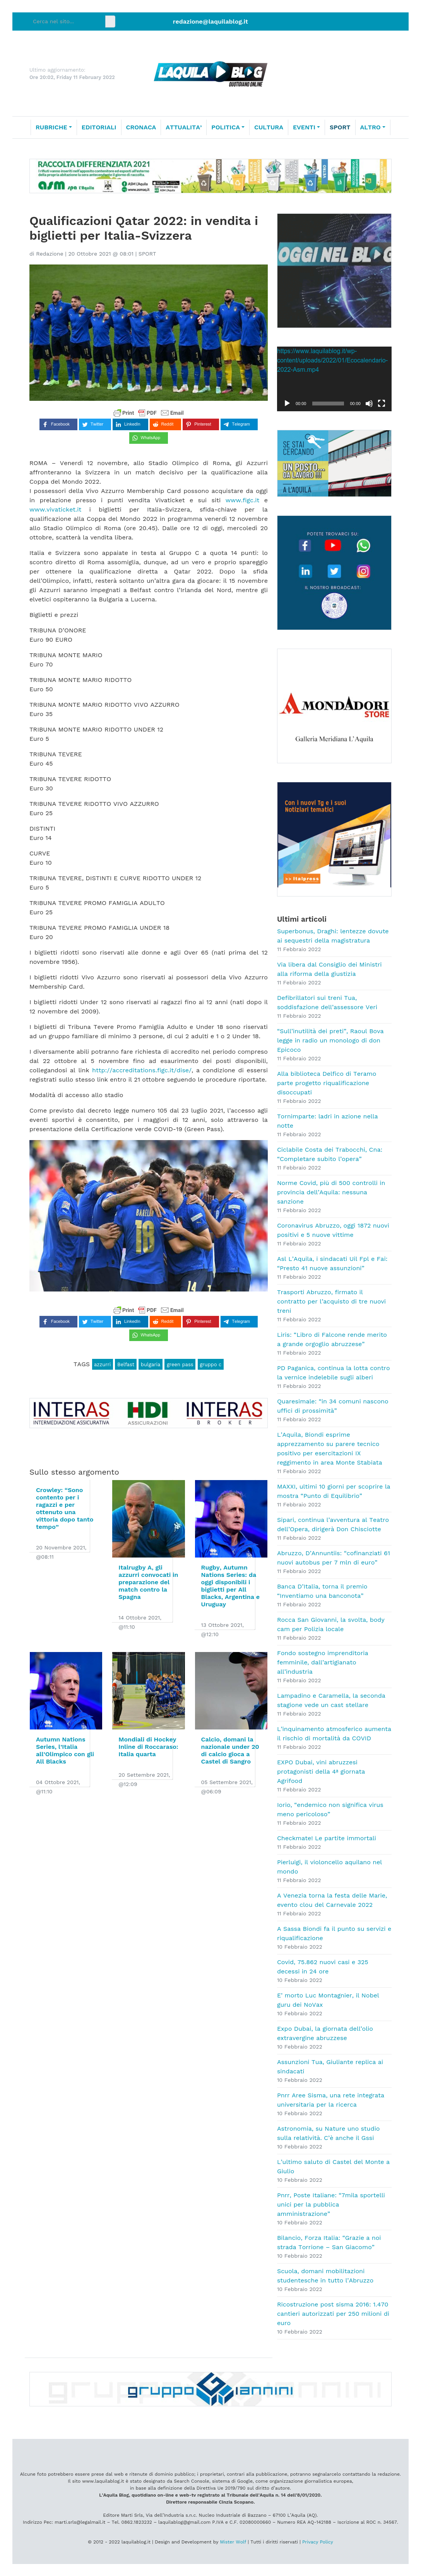 Cerca nel sito...
redazione@laquilablog.it
Ultimo aggiornamento:
Ore 20:02, Friday 11 February 2022
L'AQUILA BLOG
QUOTIDIANO ONLINE
RUBRICHE EDITORIALI CRONACA ATTUALITA' POLITICA CULTURA EVENTI SPORT ALTRO
RACCOLTA DIFFERENZIATA 2021
asm
Qualificazioni Qatar 2022: in vendita i
biglietti per Italia-Svizzera
di Redazione | 20 Ottobre 2021 @ 08:01 | SPORT
Print PDF Email
Facebook Twitter LinkedIn Reddit Pinterest Telegram
WhatsApp
ROMA – Venerdì 12 novembre, allo Stadio Olimpico di Roma, gli Azzurri
affronteranno la Svizzera in un match decisivo per la qualificazione alla
Coppa del Mondo 2022.
I possessori della Vivo Azzurro Membership Card possono acquistare da oggi
in prelazione presso i punti vendita Vivaticket e sui siti www.figc.it e
www.vivaticket.it i biglietti per Italia-Svizzera, sfida-chiave per la
qualificazione alla Coppa del Mondo 2022 in programma venerdì 12 novembre
allo Stadio Olimpico di Roma (ore 20.45). Dalle ore 12 di oggi, mercoledì 20
ottobre, scatterà la vendita libera.
Italia e Svizzera sono appaiate in testa al Gruppo C a quota 14 punti: lo
scontro diretto di Roma somiglia, dunque, ad un vero e proprio spareggio
per ottenere la qualificazione diretta a Qatar 2022. Dopo la sfida
dell'Olimpico, infatti, resterà soltanto un'altra gara da giocare: il 15 novembre
gli Azzurri saranno impegnati a Belfast contro l'Irlanda del Nord, mentre gli
elvetici ospiteranno la Bulgaria a Lucerna.
Biglietti e prezzi
TRIBUNA D'ONORE
Euro 90 EURO
TRIBUNA MONTE MARIO
Euro 70
TRIBUNA MONTE MARIO RIDOTTO
Euro 50
TRIBUNA MONTE MARIO RIDOTTO VIVO AZZURRO
Euro 35
TRIBUNA MONTE MARIO RIDOTTO UNDER 12
Euro 5
TRIBUNA TEVERE
Euro 45
TRIBUNA TEVERE RIDOTTO
Euro 30
TRIBUNA TEVERE RIDOTTO VIVO AZZURRO
Euro 25
DISTINTI
Euro 14
CURVE
Euro 10
TRIBUNA TEVERE, DISTINTI E CURVE RIDOTTO UNDER 12
Euro 5
TRIBUNA TEVERE PROMO FAMIGLIA ADULTO
Euro 25
TRIBUNA TEVERE PROMO FAMIGLIA UNDER 18
Euro 20
I biglietti ridotti sono riservati alle donne e agli Over 65 (nati prima del 12
novembre 1956).
I biglietti ridotti Vivo Azzurro sono riservati ai possessori della Vivo Azzurro
Membership Card.
I biglietti ridotti Under 12 sono riservati ai ragazzi fino ai 12 anni (nati dopo il
12 novembre del 2009).
I biglietti di Tribuna Tevere Promo Famiglia Adulto e Under 18 sono riservati
a nuclei, di massimo quattro persone, di almeno 1 over 18 o 2 Under 18.
I diversamente abili potranno fare richiesta di accredito nel periodo compreso
dal 22 ottobre al 5 novembre fino ad esaurimento dei posti disponibili,
collegandosi al link http://accreditations.figc.it/dise/, a condizione di essersi
registrati sullo stesso link entro il 21 ottobre seguendo le procedure riportate.
Modalità di accesso allo stadio
Come previsto dal decreto legge numero 105 dal 23 luglio 2021, l'accesso agli
eventi sportivi è consentito, per i maggiori di 12 anni, solo attraverso la
presentazione della Certificazione verde COVID-19 (Green Pass).
Print PDF Email
Facebook Twitter LinkedIn Reddit Pinterest Telegram
WhatsApp
TAGS azzurri Belfast bulgaria green pass gruppo c
INTERAS HDI INTERAS
INTERMEDIAZIONE ASSICURATIVA ASSICURAZIONI BROKER
Sullo stesso argomento
Crowley: "Sono
contento per i
ragazzi e per
ottenuto una
vittoria dopo tanto
tempo"
20 Novembre 2021,
@08:11
Italrugby A, gli
azzurri convocati in
preparazione del
match contro la
Spagna
14 Ottobre 2021,
@11:10
Rugby, Autumn
Nations Series: da
oggi disponibili i
biglietti per All
Blacks, Argentina e
Uruguay
13 Ottobre 2021,
@12:10
Autumn Nations
Series, l'Italia
all'Olimpico con gli
All Blacks
04 Ottobre 2021,
@11:10
Mondiali di Hockey
Inline di Roccaraso:
Italia quarta
20 Settembre 2021,
@12:09
Calcio, domani la
nazionale under 20
di calcio gioca a
Castel di Sangro
05 Settembre 2021,
@06:09
OGGI NEL BLOG
https://www.laquilablog.it/wp-
content/uploads/2022/01/Ecocalendario-
2022-Asm.mp4
00:00 00:00
SE STAI
CERCANDO
UN POSTO...
A L'AQUILA
POTETE TROVARCI SU:
IL NOSTRO BROADCAST:
MONDADORI
STORE
Galleria Meridiana L'Aquila
Con i nuovi Tg e i suoi
Notiziari tematici
>> Italpress
Ultimi articoli
Superbonus, Draghi: lentezze dovute
ai sequestri della magistratura
11 Febbraio 2022
Via libera dal Consiglio dei Ministri
alla riforma della giustizia
11 Febbraio 2022
Defibrillatori sui treni Tua,
soddisfazione dell'assessore Verì
11 Febbraio 2022
"Sull'inutilità dei preti", Raoul Bova
legge in radio un monologo di don
Epicoco
11 Febbraio 2022
Alla biblioteca Delfico di Teramo
parte progetto riqualificazione
disoccupati
11 Febbraio 2022
Tornimparte: ladri in azione nella
notte
11 Febbraio 2022
Ciclabile Costa dei Trabocchi, Cna:
"Completare subito l'opera"
11 Febbraio 2022
Norme Covid, più di 500 controlli in
provincia dell'Aquila: nessuna
sanzione
11 Febbraio 2022
Coronavirus Abruzzo, oggi 1872 nuovi
positivi e 5 nuove vittime
11 Febbraio 2022
Asl L'Aquila, i sindacati Uil Fpl e Fai:
"Presto 41 nuove assunzioni"
11 Febbraio 2022
Trasporti Abruzzo, firmato il
contratto per l'acquisto di tre nuovi
treni
11 Febbraio 2022
Liris: "Libro di Falcone rende merito
a grande orgoglio abruzzese"
11 Febbraio 2022
PD Paganica, continua la lotta contro
la vernice indelebile sugli alberi
11 Febbraio 2022
Quaresimale: "In 34 comuni nascono
uffici di prossimità"
11 Febbraio 2022
L'Aquila, Biondi esprime
apprezzamento su parere tecnico
positivo per esercitazioni IX
reggimento in area Monte Stabiata
11 Febbraio 2022
MAXXI, ultimi 10 giorni per scoprire la
mostra "Punto di Equilibrio"
11 Febbraio 2022
Sipari, continua l'avventura al Teatro
dell'Opera, dirigerà Don Chisciotte
11 Febbraio 2022
Abruzzo, D'Annuntiis: "cofinanziati 61
nuovi autobus per 7 mln di euro"
11 Febbraio 2022
Banca D'Italia, torna il premio
"Inventiamo una banconota"
11 Febbraio 2022
Rocca San Giovanni, la svolta, body
cam per Polizia locale
11 Febbraio 2022
Fondo sostegno imprenditoria
femminile, dall'artigianato
all'industria
11 Febbraio 2022
Lampadino e Caramella, la seconda
stagione vede un cast stellare
11 Febbraio 2022
L'inquinamento atmosferico aumenta
il rischio di mortalità da COVID
11 Febbraio 2022
EXPO Dubai, vini abruzzesi
protagonisti della 4ª giornata
Agrifood
11 Febbraio 2022
Iorio, "endemico non significa virus
meno pericoloso"
11 Febbraio 2022
Checkmate! Le partite immortali
11 Febbraio 2022
Pierluigi, il violoncello aquilano nel
mondo
11 Febbraio 2022
A Venezia torna la festa delle Marie,
evento clou del Carnevale 2022
11 Febbraio 2022
A Sassa Biondi fa il punto su servizi e
riqualificazione
10 Febbraio 2022
Covid, 75.862 nuovi casi e 325
decessi in 24 ore
10 Febbraio 2022
E' morto Luc Montagnier, il Nobel
guru dei NoVax
10 Febbraio 2022
Expo Dubai, la giornata dell'olio
extravergine abruzzese
10 Febbraio 2022
Assunzioni Tua, Giuliante replica ai
sindacati
10 Febbraio 2022
Pnrr Aree Sisma, una rete integrata
universitaria per la ricerca
10 Febbraio 2022
Astronomia, su Nature uno studio
sulla relatività. C'è anche il Gssi
10 Febbraio 2022
L'ultimo saluto di Castel del Monte a
Giulio
10 Febbraio 2022
Pnrr, Poste Italiane: "7mila sportelli
unici per la pubblica
amministrazione"
10 Febbraio 2022
Bilancio, Forza Italia: "Grazie a noi
strada Torrione – San Giacomo"
10 Febbraio 2022
Scuola, domani mobilitazioni
studentesche in tutto l'Abruzzo
10 Febbraio 2022
Ricostruzione post sisma 2016: 1.470
cantieri autorizzati per 250 milioni di
euro
10 Febbraio 2022
gruppo giannini
Alcune foto potrebbero essere prese dal web e ritenute di dominio pubblico; i proprietari, contrari alla pubblicazione, potranno segnalarcelo contattando la redazione.
Il sito www.laquilablog.it è stato designato da Search Console, sistema di Google, come organizzazione giornalistica europea,
in base alla definizione della Direttiva Ue 2019/790 sul diritto d'autore.
L'Aquila Blog, quotidiano on-line e web-tv registrato al Tribunale dell'Aquila n. 14 dell'8/01/2020.
Direttore responsabile Cinzia Scopano.
Editore Marti Srls, Via dell'Industria s.n.c. Nucleo Industriale di Bazzano – 67100 L'Aquila (AQ).
Indirizzo Pec: martisrls@legalmail.it – Tel. 0862.1823232 – laquilablog@gmail.com P.IVA e C.F. 02080000660 – Numero REA AQ-142188 – Iscrizione al ROC n. 34567.
© 2012 - 2022 laquilablog.it | Design and Development by Mister Wolf | Tutti i diritti riservati | Privacy Policy